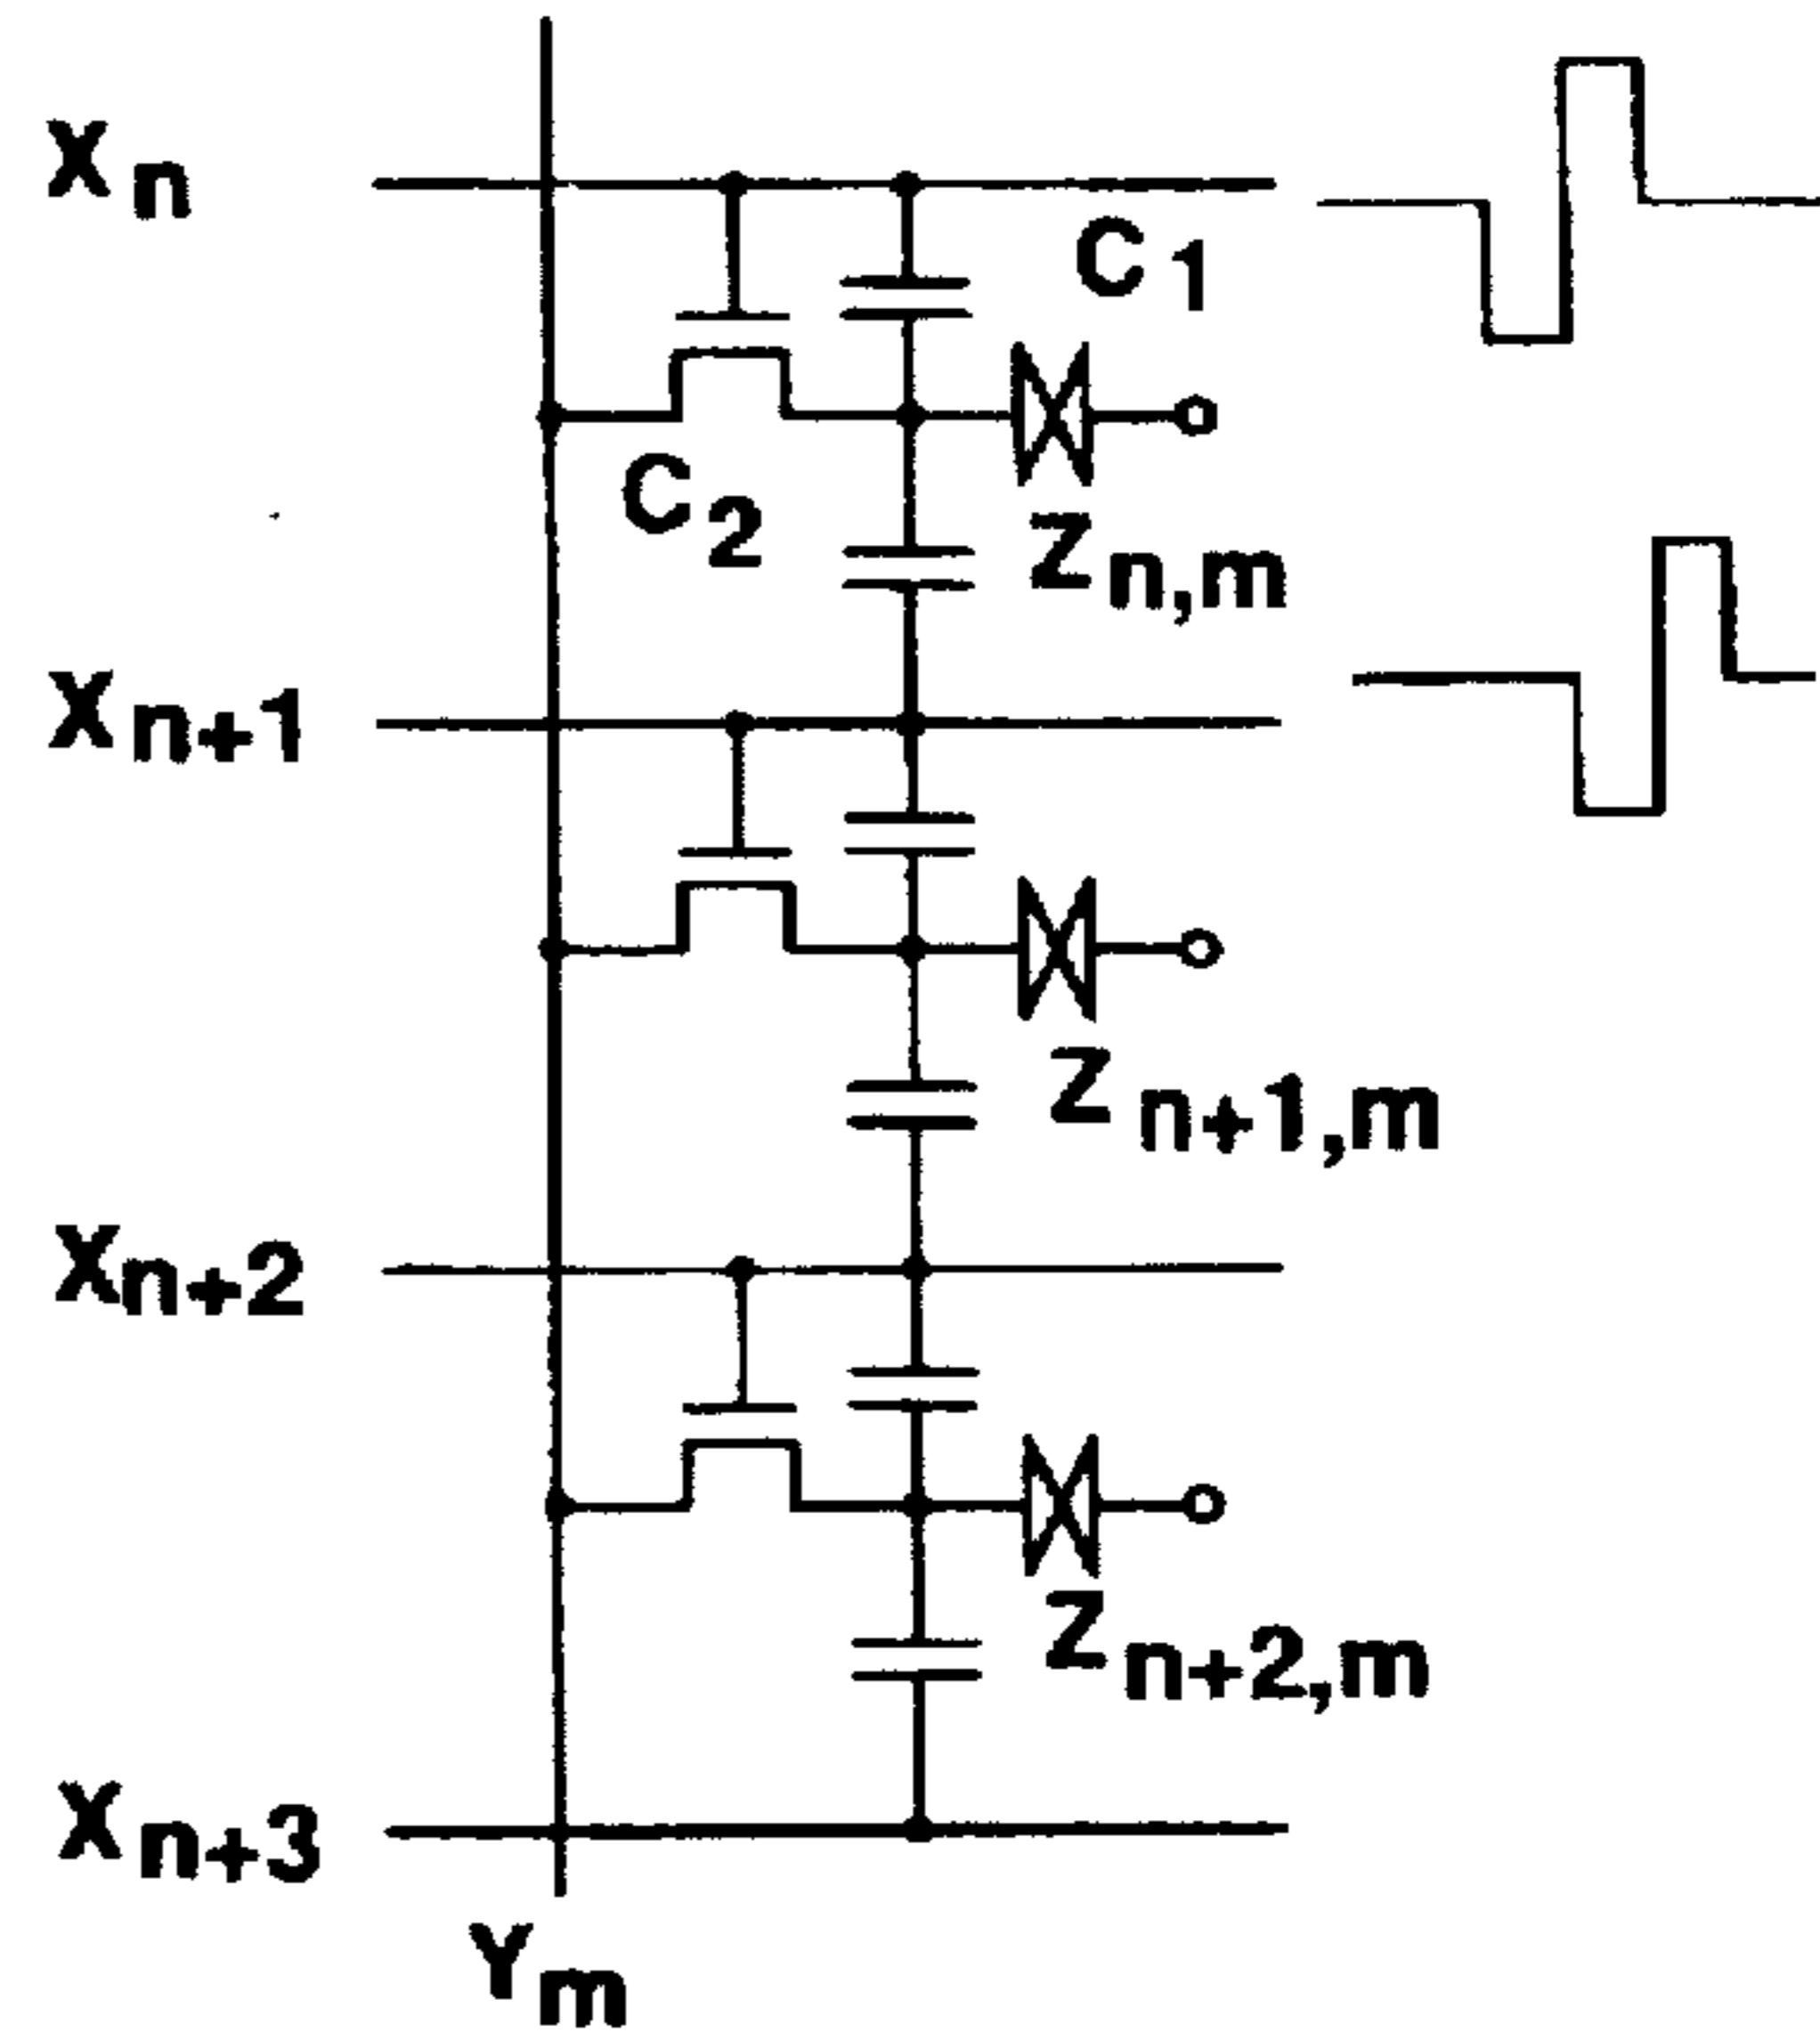 Xn
C1
C2
Zn,m
Xn+1
Zn+1,m
Xn+2
Zn+2,m
Xn+3
Ym